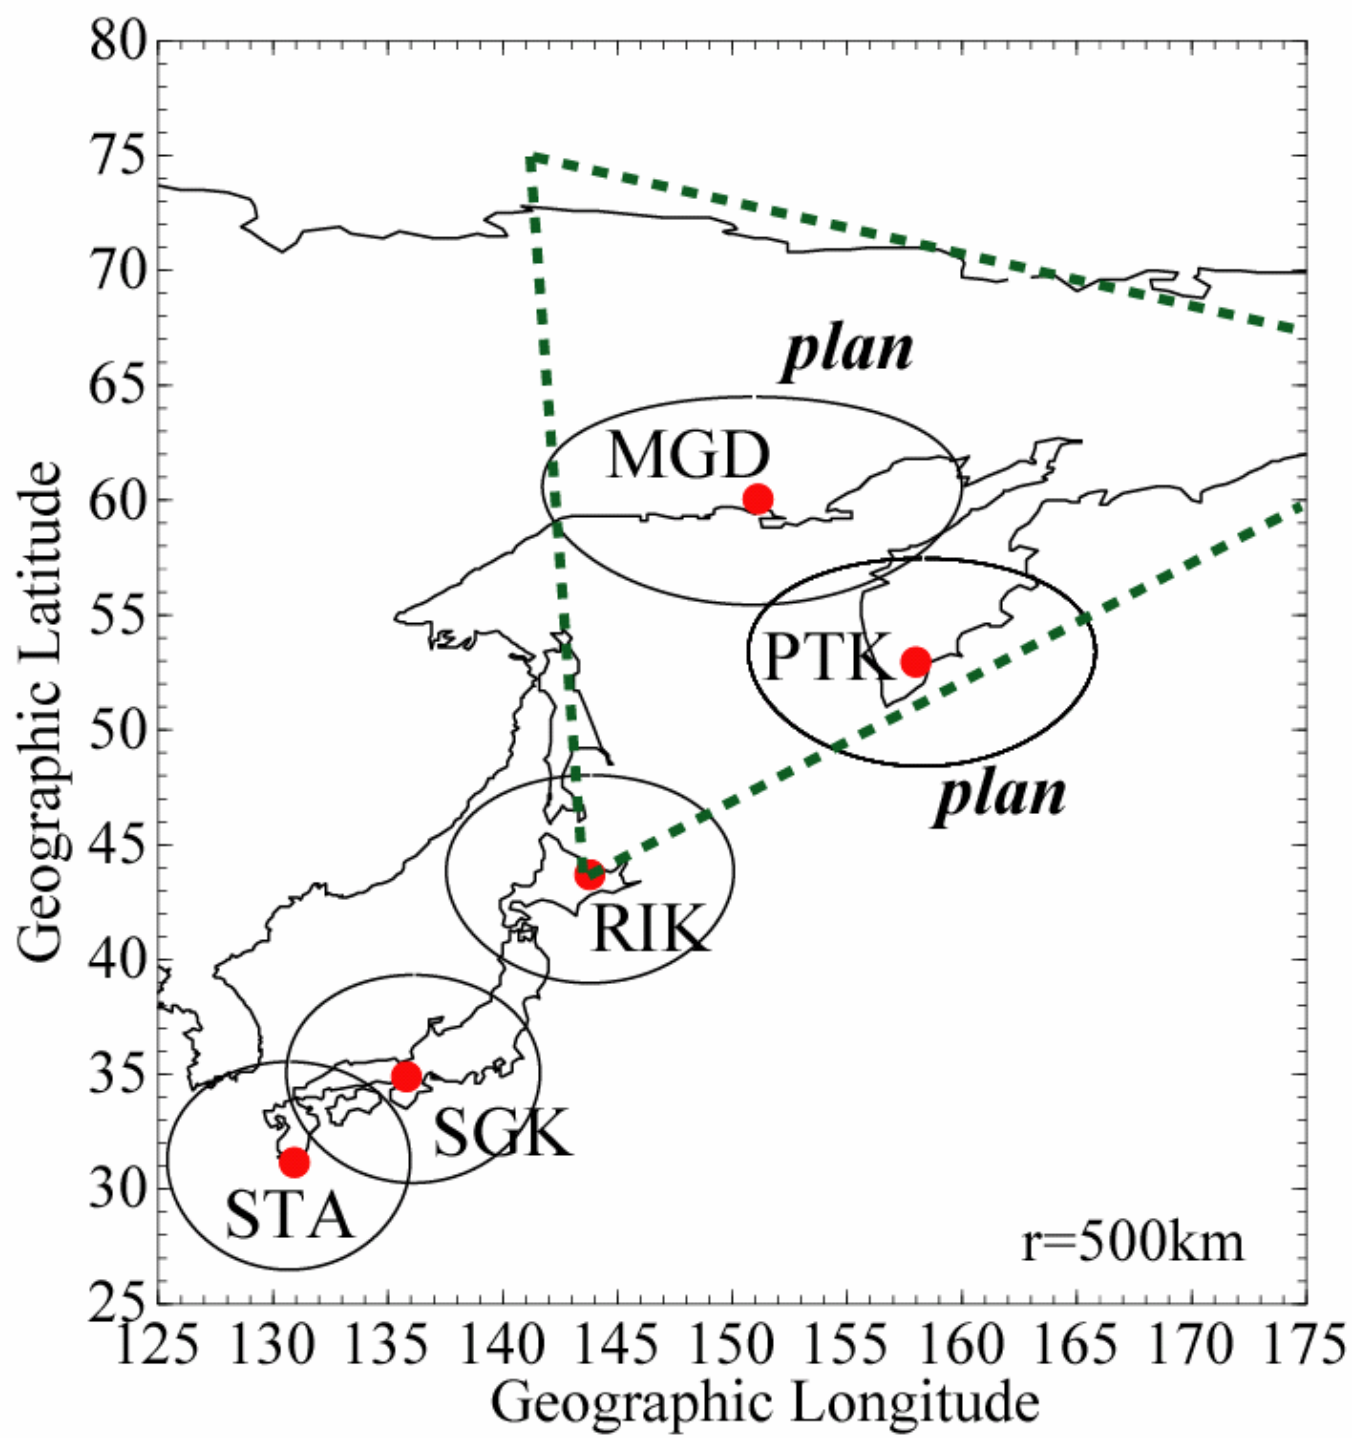 80
75
70
65
60
55
50
45
40
35
30
25
Geographic Latitude
plan
MGD
PTK
plan
RIK
SGK
STA
r=500km
125 130 135 140 145 150 155 160 165 170 175
Geographic Longitude